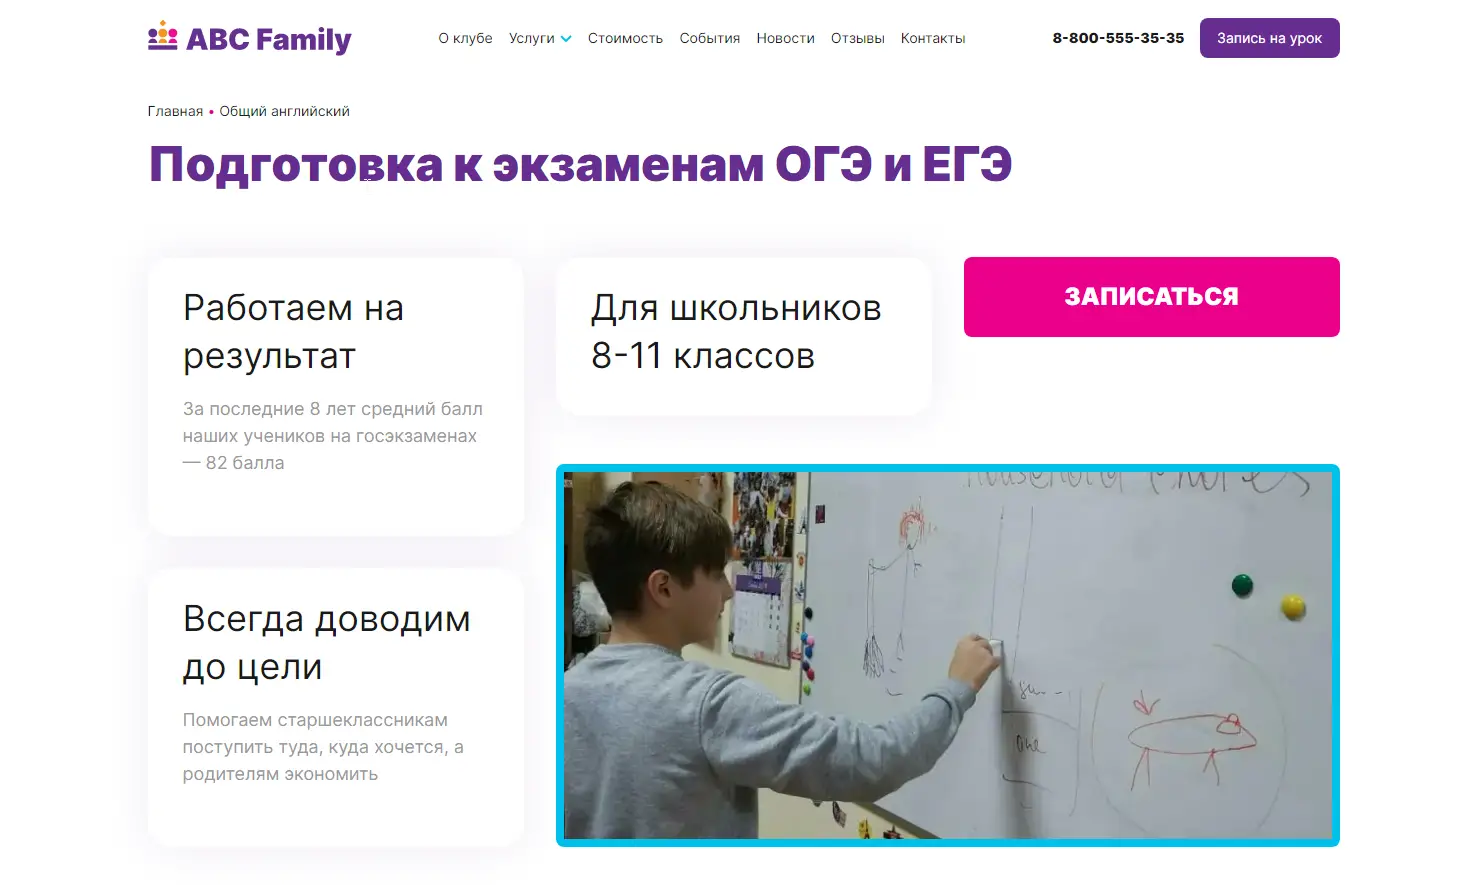 ABC Family
О клубе Услуги Стоимость События Новости Отзывы Контакты
8-800-555-35-35
Запись на урок
Главная • Общий английский
Подготовка к экзаменам ОГЭ и ЕГЭ
Работаем на
результат
За последние 8 лет средний балл
наших учеников на госэкзаменах
— 82 балла
Для школьников
8-11 классов
ЗАПИСАТЬСЯ
Всегда доводим
до цели
Помогаем старшеклассникам
поступить туда, куда хочется, а
родителям экономить
household chores
one